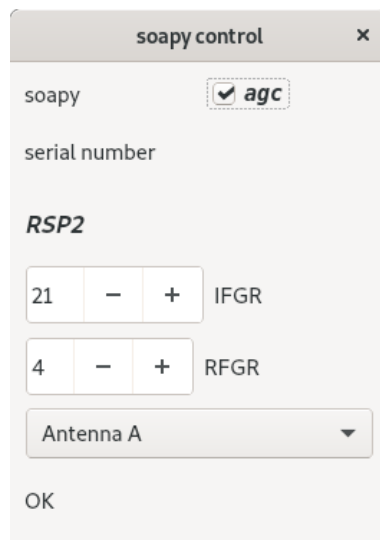 soapy control ×
soapy agc
serial number
RSP2
21 − + IFGR
4 − + RFGR
Antenna A
OK